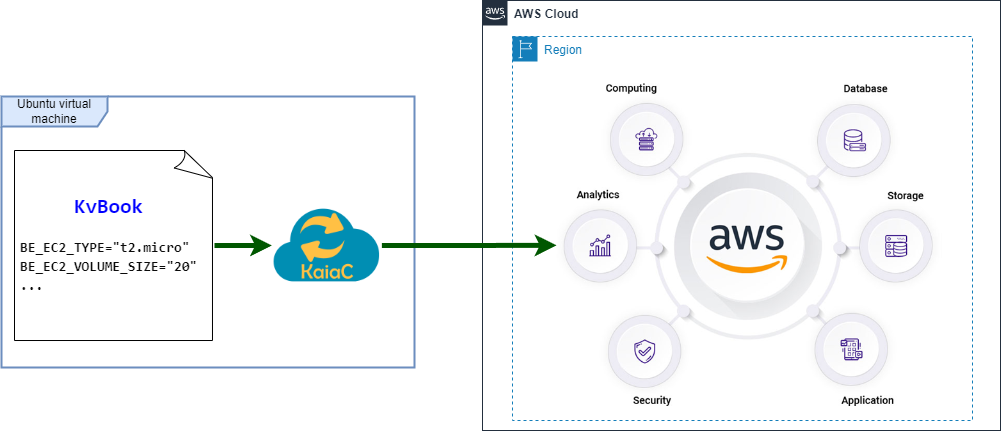 Ubuntu virtual
machine
KvBook
BE_EC2_TYPE="t2.micro"
BE_EC2_VOLUME_SIZE="20"
...
KaiaC
aws
AWS Cloud
Region
Computing
Database
Analytics
Storage
aws
Security
Application